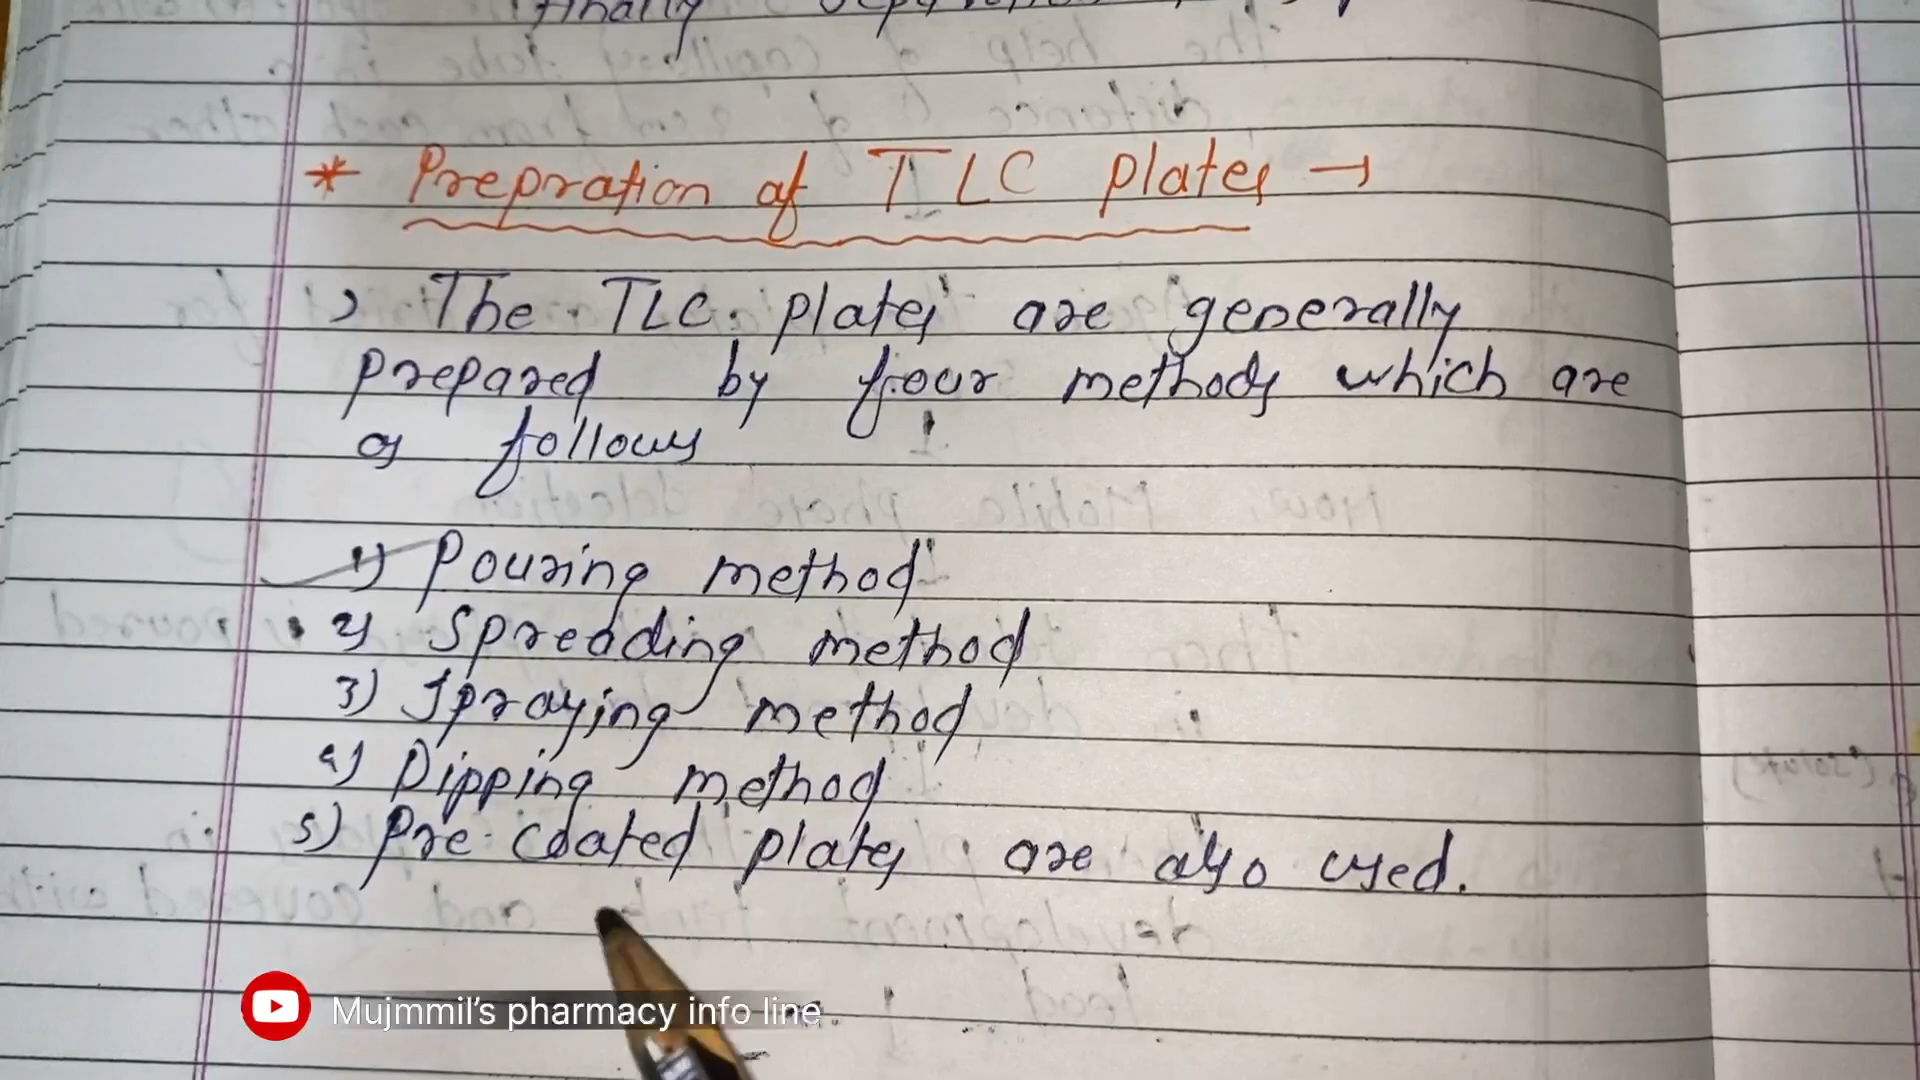 finally
* Prepration of TLC plates →
The TLC plates are generally
prepared by four methods which are
as follows
1) Pouring method
2) Spreading method
3) Spraying method
4) Dipping method
5) Pre-coated plates are also used.
Mujmmil's pharmacy info line